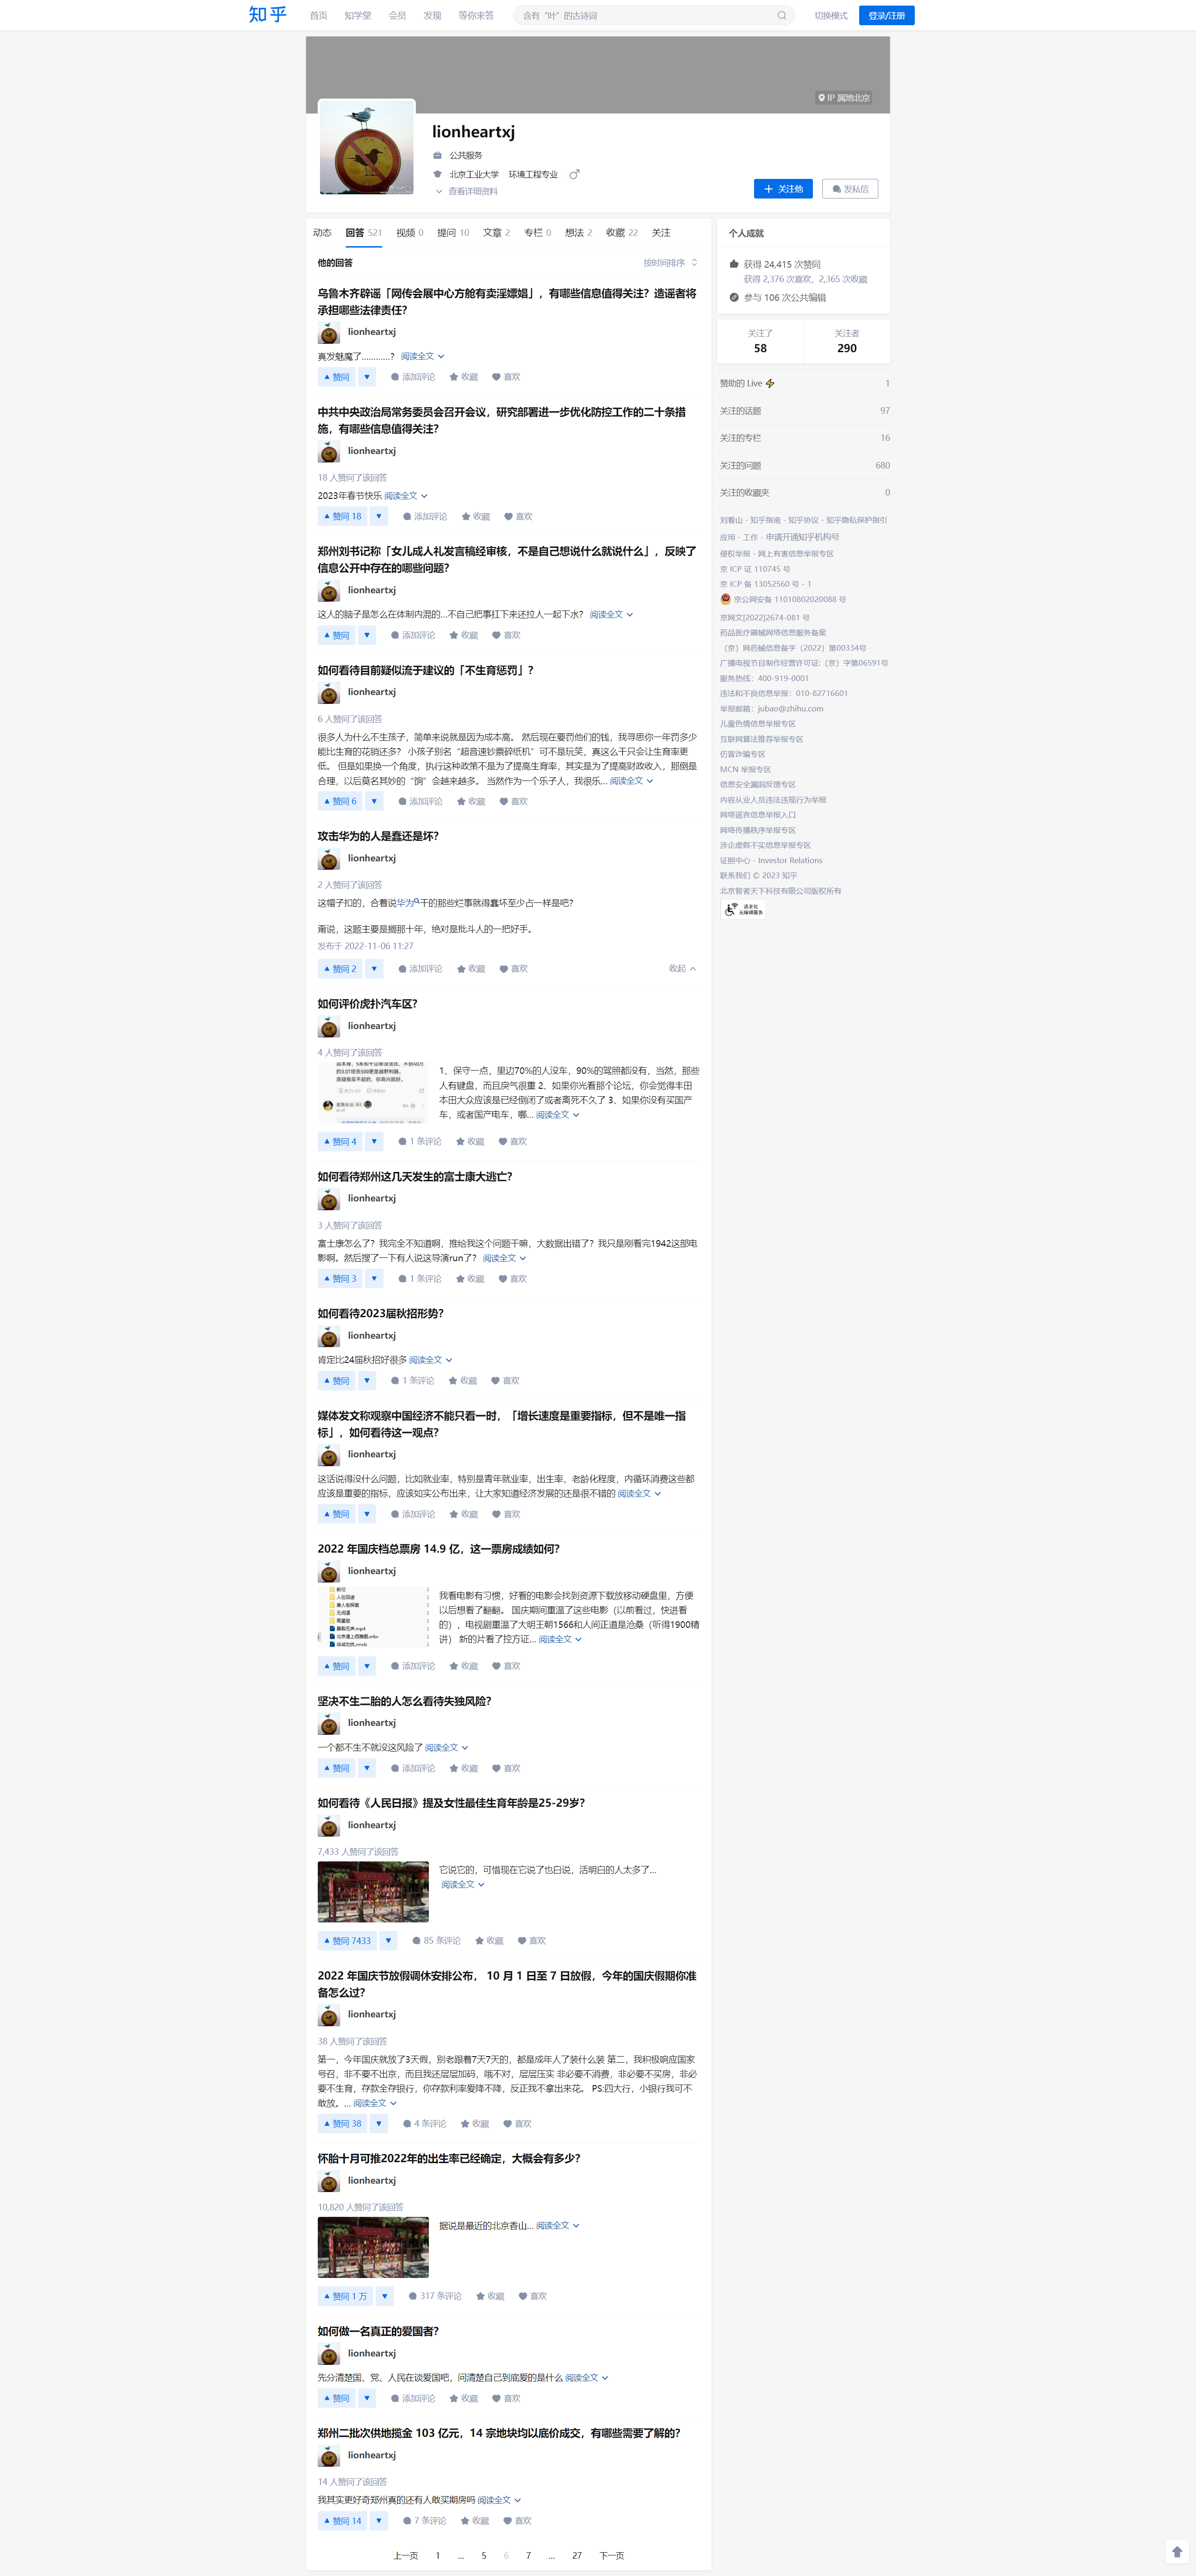 知乎
首页 知学堂 会员 发现 等你来答
含有“叶”的古诗词
切换模式 登录/注册
IP 属地北京
lionheartxj
公共服务
北京工业大学 环境工程专业
查看详细资料
关注他 发私信
动态 回答 521 视频 0 提问 10 文章 2 专栏 0 想法 2 收藏 22 关注
他的回答 按时间排序
乌鲁木齐辟谣「网传会展中心方舱有卖淫嫖娼」，有哪些信息值得关注？造谣者将
承担哪些法律责任？
lionheartxj
真发魅魔了…………？ 阅读全文
赞同 添加评论 收藏 喜欢
中共中央政治局常务委员会召开会议，研究部署进一步优化防控工作的二十条措
施，有哪些信息值得关注？
lionheartxj
18 人赞同了该回答
2023年春节快乐 阅读全文
赞同 18 添加评论 收藏 喜欢
郑州刘书记称「女儿成人礼发言稿经审核，不是自己想说什么就说什么」，反映了
信息公开中存在的哪些问题？
lionheartxj
这人的脑子是怎么在体制内混的...不自己把事扛下来还拉人一起下水？ 阅读全文
赞同 添加评论 收藏 喜欢
如何看待目前疑似流于建议的「不生育惩罚」？
lionheartxj
6 人赞同了该回答
很多人为什么不生孩子，简单来说就是因为成本高。 然后现在要罚他们的钱，我寻思你一年罚多少
能比生育的花销还多？ 小孩子别名“超音速钞票碎纸机”可不是玩笑，真这么干只会让生育率更
低。 但是如果换一个角度，执行这种政策不是为了提高生育率，其实是为了提高财政收入，那倒是
合理，以后莫名其妙的“饷”会越来越多。 当然作为一个乐子人，我很乐... 阅读全文
赞同 6 添加评论 收藏 喜欢
攻击华为的人是蠢还是坏？
lionheartxj
2 人赞同了该回答
这帽子扣的，合着说华为干的那些烂事就得蠢坏至少占一样是吧？
甭说，这题主要是搁那十年，绝对是批斗人的一把好手。
发布于 2022-11-06 11:27
赞同 2 添加评论 收藏 喜欢 收起
如何评价虎扑汽车区？
lionheartxj
4 人赞同了该回答
1、保守一点，里边70%的人没车，90%的驾照都没有，当然，那些
人有键盘，而且戾气很重 2、如果你光看那个论坛，你会觉得丰田
本田大众应该是已经倒闭了或者离死不久了 3、如果你没有买国产
车，或者国产电车，哪... 阅读全文
赞同 4 1 条评论 收藏 喜欢
如何看待郑州这几天发生的富士康大逃亡？
lionheartxj
3 人赞同了该回答
富士康怎么了？我完全不知道啊，推给我这个问题干嘛，大数据出错了？我只是刚看完1942这部电
影啊。然后搜了一下有人说这导演run了？ 阅读全文
赞同 3 1 条评论 收藏 喜欢
如何看待2023届秋招形势？
lionheartxj
肯定比24届秋招好很多 阅读全文
赞同 1 条评论 收藏 喜欢
媒体发文称观察中国经济不能只看一时，「增长速度是重要指标，但不是唯一指
标」，如何看待这一观点？
lionheartxj
这话说得没什么问题，比如就业率，特别是青年就业率，出生率，老龄化程度，内循环消费这些都
应该是重要的指标，应该如实公布出来，让大家知道经济发展的还是很不错的 阅读全文
赞同 添加评论 收藏 喜欢
2022 年国庆档总票房 14.9 亿，这一票房成绩如何？
lionheartxj
我看电影有习惯，好看的电影会找到资源下载放移动硬盘里，方便
以后想看了翻翻。 国庆期间重温了这些电影（以前看过，快进看
的），电视剧重温了大明王朝1566和人间正道是沧桑（听得1900精
讲） 新的片看了控方证... 阅读全文
赞同 添加评论 收藏 喜欢
坚决不生二胎的人怎么看待失独风险？
lionheartxj
一个都不生不就没这风险了 阅读全文
赞同 添加评论 收藏 喜欢
如何看待《人民日报》提及女性最佳生育年龄是25-29岁？
lionheartxj
7,433 人赞同了该回答
它说它的，可惜现在它说了也白说，活明白的人太多了...
阅读全文
赞同 7433 85 条评论 收藏 喜欢
2022 年国庆节放假调休安排公布， 10 月 1 日至 7 日放假，今年的国庆假期你准
备怎么过？
lionheartxj
38 人赞同了该回答
第一，今年国庆就放了3天假，别老跟着7天7天的，都是成年人了装什么装 第二，我积极响应国家
号召，非不要不出京，而且我还层层加码，哦不对，层层压实 非必要不消费，非必要不买房，非必
要不生育，存款全存银行，你存款利率爱降不降，反正我不拿出来花。 PS:四大行，小银行我可不
敢放。... 阅读全文
赞同 38 4 条评论 收藏 喜欢
怀胎十月可推2022年的出生率已经确定，大概会有多少？
lionheartxj
10,820 人赞同了该回答
据说是最近的北京香山... 阅读全文
赞同 1 万 317 条评论 收藏 喜欢
如何做一名真正的爱国者？
lionheartxj
先分清楚国、党、人民在谈爱国吧，问清楚自己到底爱的是什么 阅读全文
赞同 添加评论 收藏 喜欢
郑州二批次供地揽金 103 亿元，14 宗地块均以底价成交，有哪些需要了解的？
lionheartxj
14 人赞同了该回答
我其实更好奇郑州真的还有人敢买期房吗 阅读全文
赞同 14 7 条评论 收藏 喜欢
上一页 1 ... 5 6 7 ... 27 下一页
个人成就
获得 24,415 次赞同
获得 2,376 次喜欢，2,365 次收藏
参与 106 次公共编辑
关注了 关注者
58 290
赞助的 Live 1
关注的话题 97
关注的专栏 16
关注的问题 680
关注的收藏夹 0
刘看山 · 知乎指南 · 知乎协议 · 知乎隐私保护指引
应用 · 工作 · 申请开通知乎机构号
侵权举报 · 网上有害信息举报专区
京 ICP 证 110745 号
京 ICP 备 13052560 号 - 1
京公网安备 11010802020088 号
京网文[2022]2674-081 号
药品医疗器械网络信息服务备案
（京）网药械信息备字（2022）第00334号
广播电视节目制作经营许可证:（京）字第06591号
服务热线：400-919-0001
违法和不良信息举报：010-82716601
举报邮箱：jubao@zhihu.com
儿童色情信息举报专区
互联网算法推荐举报专区
仿冒诈骗专区
MCN 举报专区
信息安全漏洞反馈专区
内容从业人员违法违规行为举报
网络谣言信息举报入口
网络传播秩序举报专区
涉企虚假不实信息举报专区
证照中心 · Investor Relations
联系我们 © 2023 知乎
北京智者天下科技有限公司版权所有
适老化
无障碍服务